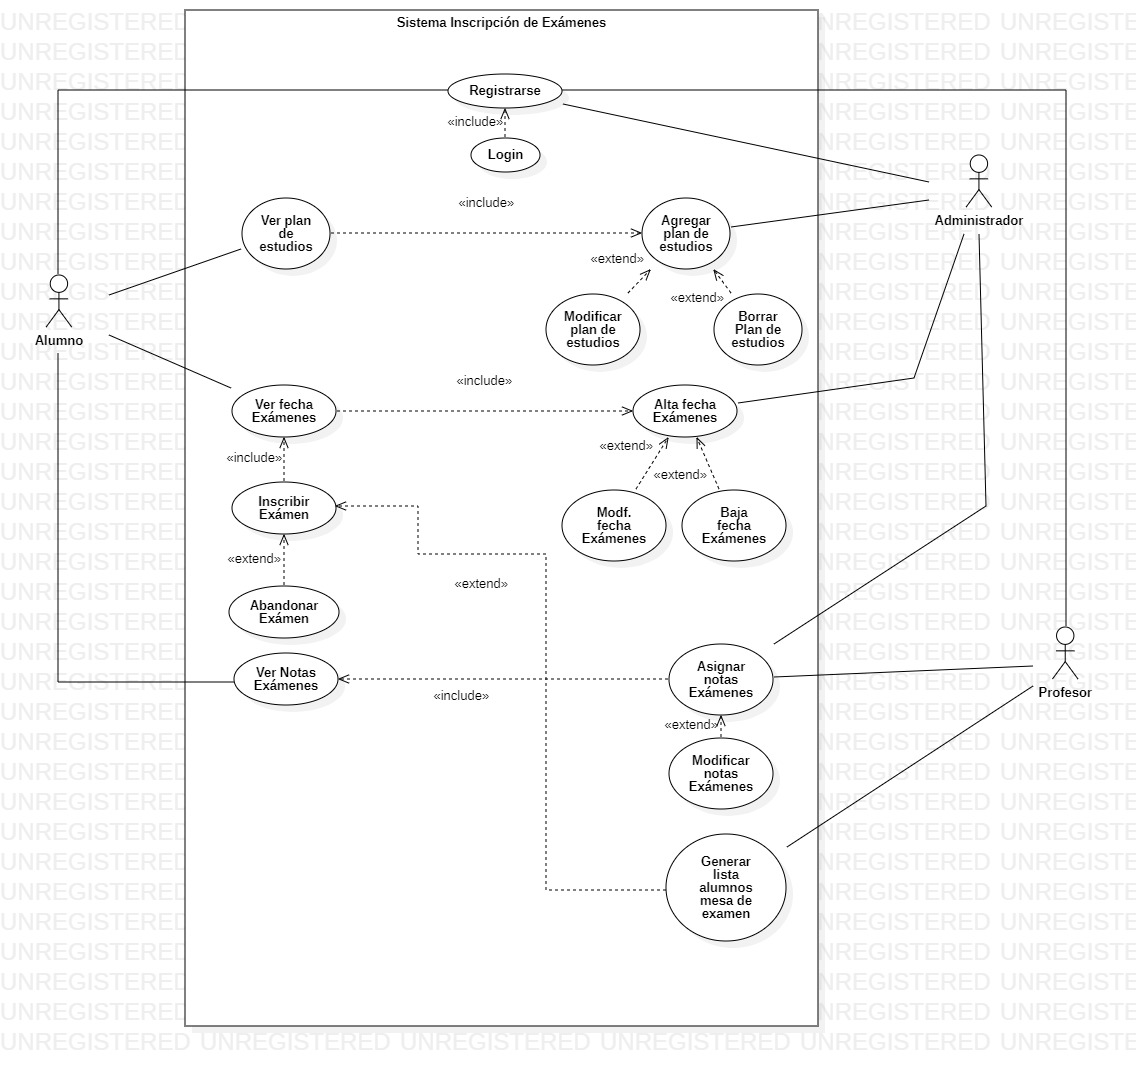 Sistema Inscripción de Exámenes
Registrarse
«include»
Login
Administrador
«include»
Ver plan
de
estudios
Agregar
plan de
estudios
«extend»
«extend»
Modificar
plan de
estudios
Borrar
Plan de
estudios
Alumno
«include»
Ver fecha
Exámenes
Alta fecha
Exámenes
«extend»
«include»
«extend»
Inscribir
Exámen
Modf.
fecha
Exámenes
Baja
fecha
Exámenes
«extend»
«extend»
Abandonar
Exámen
Ver Notas
Exámenes
Asignar
notas
Exámenes
Profesor
«include»
«extend»
Modificar
notas
Exámenes
Generar
lista
alumnos
mesa de
examen
UNREGISTERED UNREGISTERED UNREGISTERED UNREGISTERED UNREGISTERED UNREGISTE